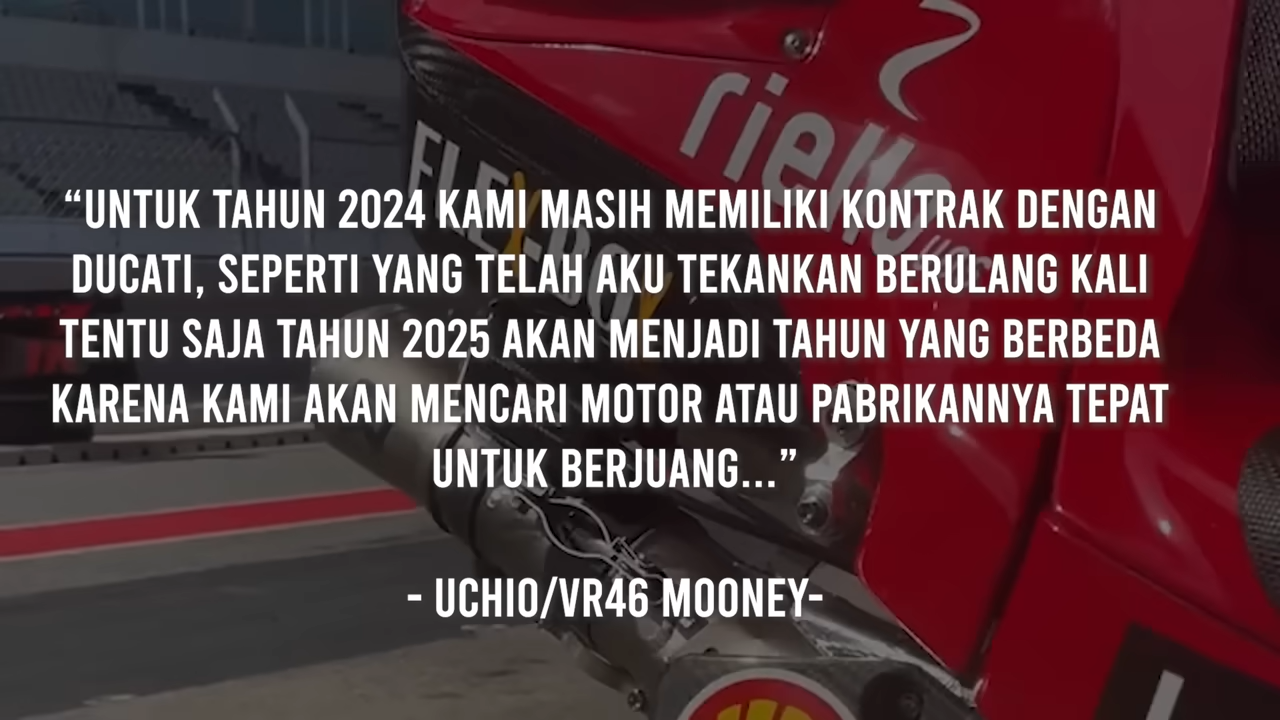 rieLLo
FLEXBOX
“UNTUK TAHUN 2024 KAMI MASIH MEMILIKI KONTRAK DENGAN
DUCATI, SEPERTI YANG TELAH AKU TEKANKAN BERULANG KALI
TENTU SAJA TAHUN 2025 AKAN MENJADI TAHUN YANG BERBEDA
KARENA KAMI AKAN MENCARI MOTOR ATAU PABRIKANNYA TEPAT
UNTUK BERJUANG...”
- UCHIO/VR46 MOONEY-